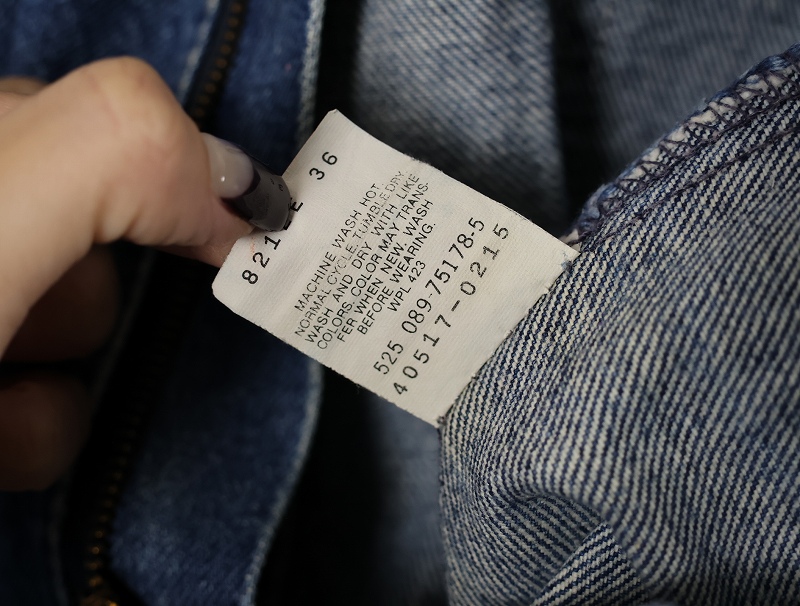 821 E 36
MACHINE WASH HOT.
NORMAL CYCLE. TUMBLE DRY
WASH AND DRY WITH LIKE
COLORS. COLOR MAY TRANS-
FER WHEN NEW. WASH
BEFORE WEARING.
WPL 423
525 089-75178-5
40517-0215